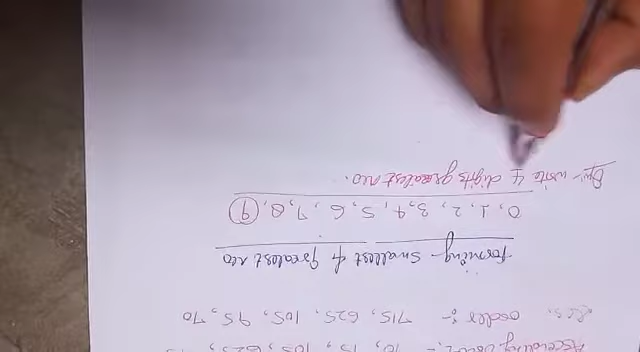 Ascending order :- 70, 95, 105, 625,
Des. order :- 715, 625, 105, 95, 70
Forming - Smallest & greatest no
0, 1, 2, 3, 4, 5, 6, 7, 8, 9
Qn:- write 4 digits greatest no.